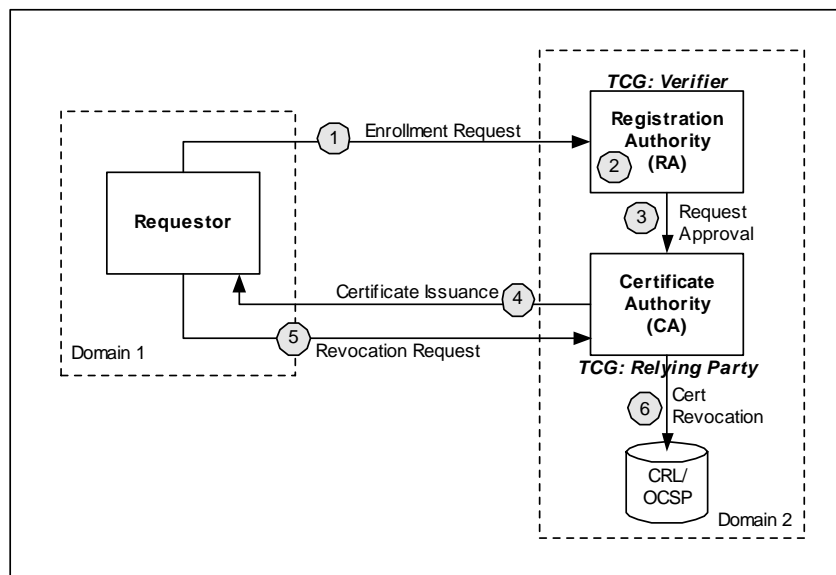 TCG: Verifier
Registration
Authority
(RA)
2
1
Enrollment Request
Requestor
3
Request
Approval
Certificate Issuance
4
Certificate
Authority
(CA)
5
Revocation Request
Domain 1
TCG: Relying Party
6
Cert
Revocation
CRL/
OCSP
Domain 2